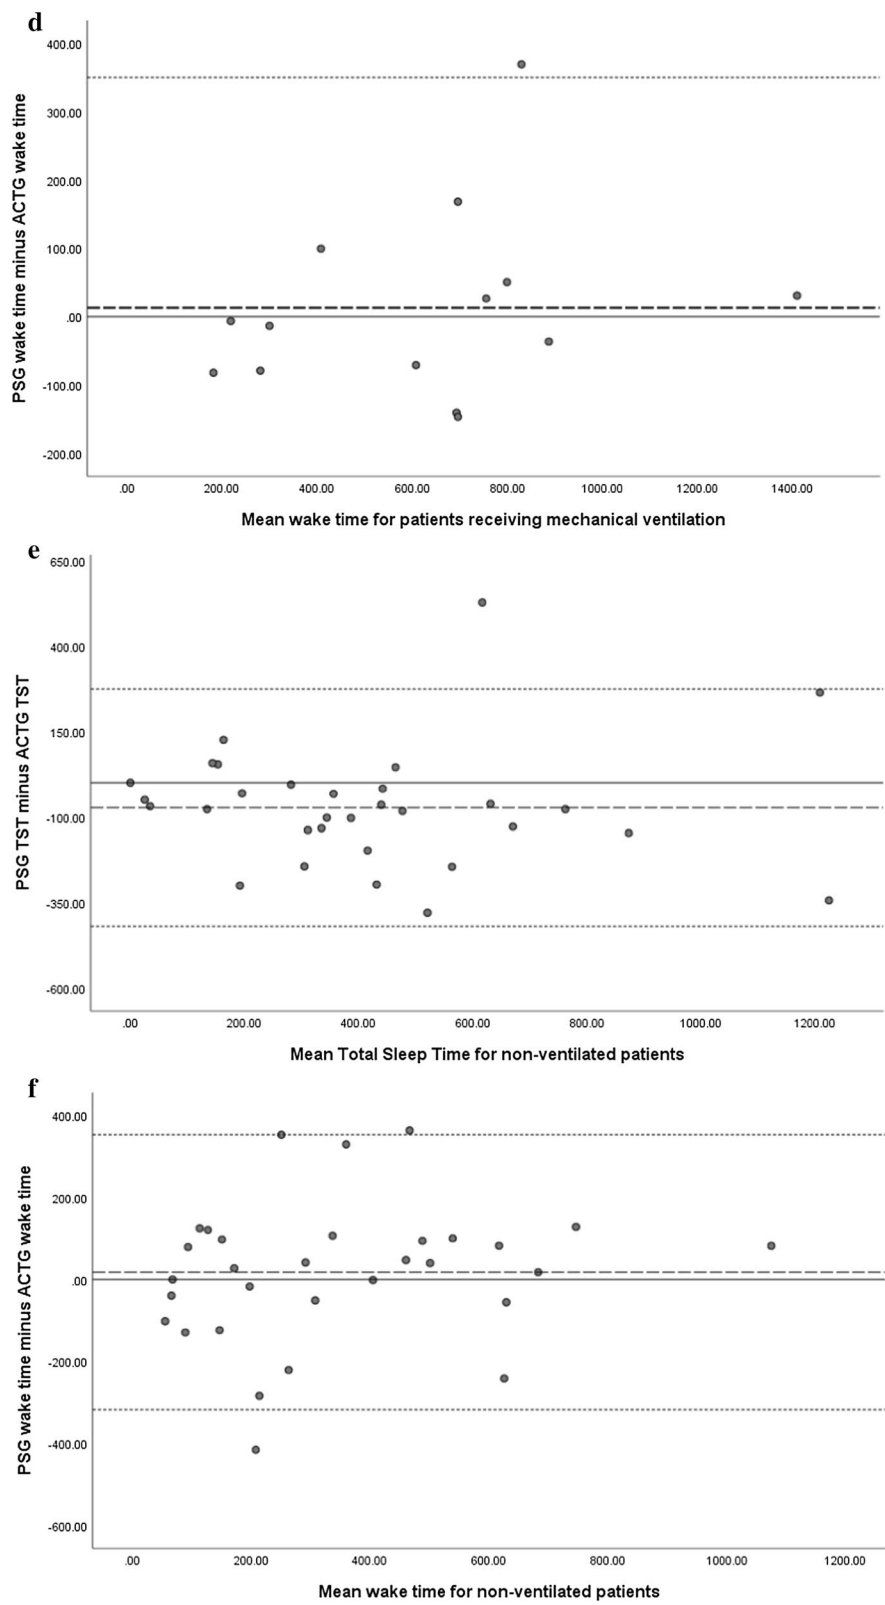 d
PSG wake time minus ACTG wake time
400.00
300.00
200.00
100.00
.00
-100.00
-200.00
.00 200.00 400.00 600.00 800.00 1000.00 1200.00 1400.00
Mean wake time for patients receiving mechanical ventilation
e
PSG TST minus ACTG TST
650.00
400.00
150.00
-100.00
-350.00
-600.00
.00 200.00 400.00 600.00 800.00 1000.00 1200.00
Mean Total Sleep Time for non-ventilated patients
f
PSG wake time minus ACTG wake time
400.00
200.00
.00
-200.00
-400.00
-600.00
.00 200.00 400.00 600.00 800.00 1000.00 1200.00
Mean wake time for non-ventilated patients